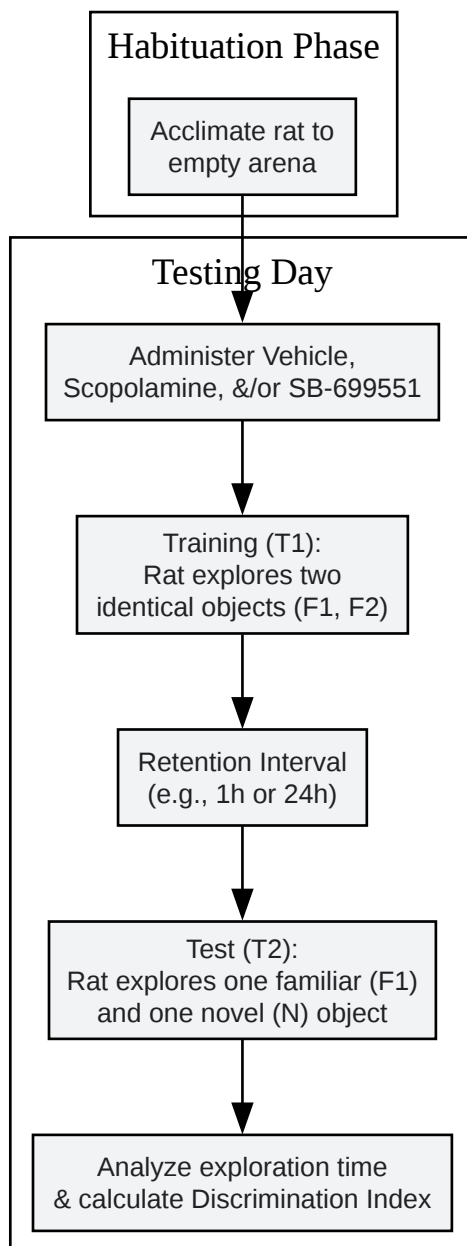 Habituation Phase
Acclimate rat to
empty arena
Testing Day
Administer Vehicle,
Scopolamine, &/or SB-699551
Training (T1):
Rat explores two
identical objects (F1, F2)
Retention Interval
(e.g., 1h or 24h)
Test (T2):
Rat explores one familiar (F1)
and one novel (N) object
Analyze exploration time
& calculate Discrimination Index